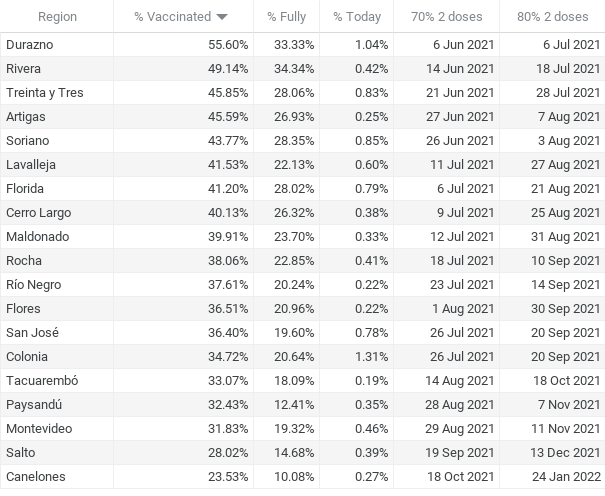 Region % Vaccinated % Fully % Today 70% 2 doses 80% 2 doses
Durazno 55.60% 33.33% 1.04% 6 Jun 2021 6 Jul 2021
Rivera 49.14% 34.34% 0.42% 14 Jun 2021 18 Jul 2021
Treinta y Tres 45.85% 28.06% 0.83% 21 Jun 2021 28 Jul 2021
Artigas 45.59% 26.93% 0.25% 27 Jun 2021 7 Aug 2021
Soriano 43.77% 28.35% 0.85% 26 Jun 2021 3 Aug 2021
Lavalleja 41.53% 22.13% 0.60% 11 Jul 2021 27 Aug 2021
Florida 41.20% 28.02% 0.79% 6 Jul 2021 21 Aug 2021
Cerro Largo 40.13% 26.32% 0.38% 9 Jul 2021 25 Aug 2021
Maldonado 39.91% 23.70% 0.33% 12 Jul 2021 31 Aug 2021
Rocha 38.06% 22.85% 0.41% 18 Jul 2021 10 Sep 2021
Río Negro 37.61% 20.24% 0.22% 23 Jul 2021 14 Sep 2021
Flores 36.51% 20.96% 0.22% 1 Aug 2021 30 Sep 2021
San José 36.40% 19.60% 0.78% 26 Jul 2021 20 Sep 2021
Colonia 34.72% 20.64% 1.31% 26 Jul 2021 20 Sep 2021
Tacuarembó 33.07% 18.09% 0.19% 14 Aug 2021 18 Oct 2021
Paysandú 32.43% 12.41% 0.35% 28 Aug 2021 7 Nov 2021
Montevideo 31.83% 19.32% 0.46% 29 Aug 2021 11 Nov 2021
Salto 28.02% 14.68% 0.39% 19 Sep 2021 13 Dec 2021
Canelones 23.53% 10.08% 0.27% 18 Oct 2021 24 Jan 2022